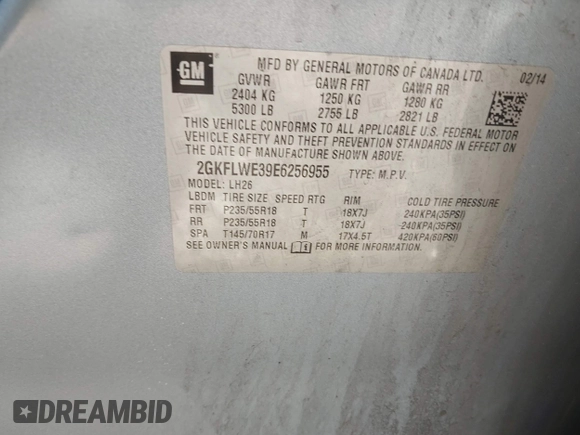 GM
MFD BY GENERAL MOTORS OF CANADA LTD. 02/14
GVWR GAWR FRT GAWR RR
2404 KG 1250 KG 1280 KG
5300 LB 2755 LB 2821 LB
THIS VEHICLE CONFORMS TO ALL APPLICABLE U.S. FEDERAL MOTOR
VEHICLE SAFETY AND THEFT PREVENTION STANDARDS IN EFFECT ON
THE DATE OF MANUFACTURE SHOWN ABOVE.
2GKFLWE39E6256955 TYPE: M.P.V.
MODEL: LH26
LBDM TIRE SIZE SPEED RTG RIM COLD TIRE PRESSURE
FRT P235/55R18 T 18X7J 240KPA(35PSI)
RR P235/55R18 T 18X7J 240KPA(35PSI)
SPA T145/70R17 M 17X4.5T 420KPA(60PSI)
SEE OWNER'S MANUAL FOR MORE INFORMATION.
DREAMBID